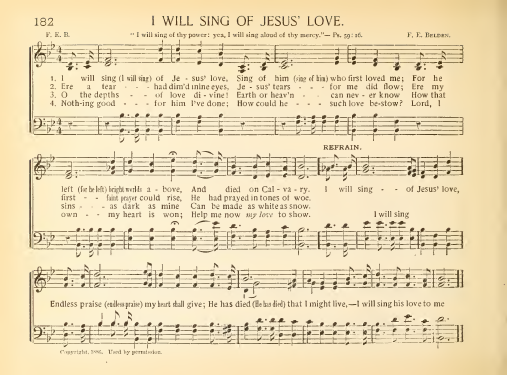 182
I WILL SING OF JESUS' LOVE.
F. E. B.
"I will sing of thy power: yea, I will sing aloud of thy mercy."—Ps. 59:16.
F. E. BELDEN.
1. I will sing (I will sing) of Je - sus' love, Sing of him (sing of him) who first loved me; For he
2. Ere a tear - - - had dim'd mine eyes, Je - sus' tears - - - for me did flow; Ere my
3. O the depths - - - of love di - vine! Earth or heav'n - - - can nev - er know How that
4. Noth-ing good - - - for him I've done; How could he - - - such love be-stow? Lord, I
REFRAIN.
left (for he left) bright worlds a - bove, And died on Cal - va - ry. I will sing - - - of Jesus' love,
first - - - faint prayer could rise, He had prayed in tones of woe.
sins - - - as dark as mine Can be made as white as snow.
own - - - my heart is won; Help me now my love to show.
I will sing
Endless praise (endless praise) my heart shall give; He has died (He has died) that I might live,—I will sing his love to me
Copyright, 1886. Used by permission.